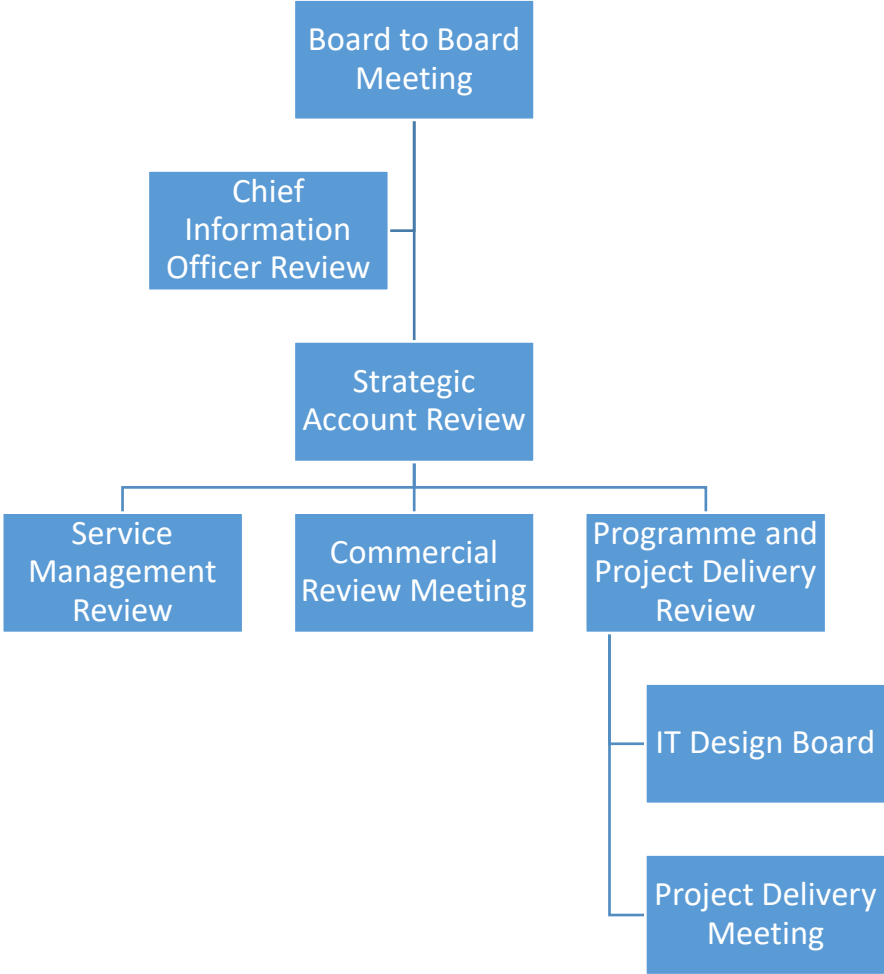 Board to Board
Meeting
Chief
Information
Officer Review
Strategic
Account Review
Service
Management
Review
Commercial
Review Meeting
Programme and
Project Delivery
Review
IT Design Board
Project Delivery
Meeting